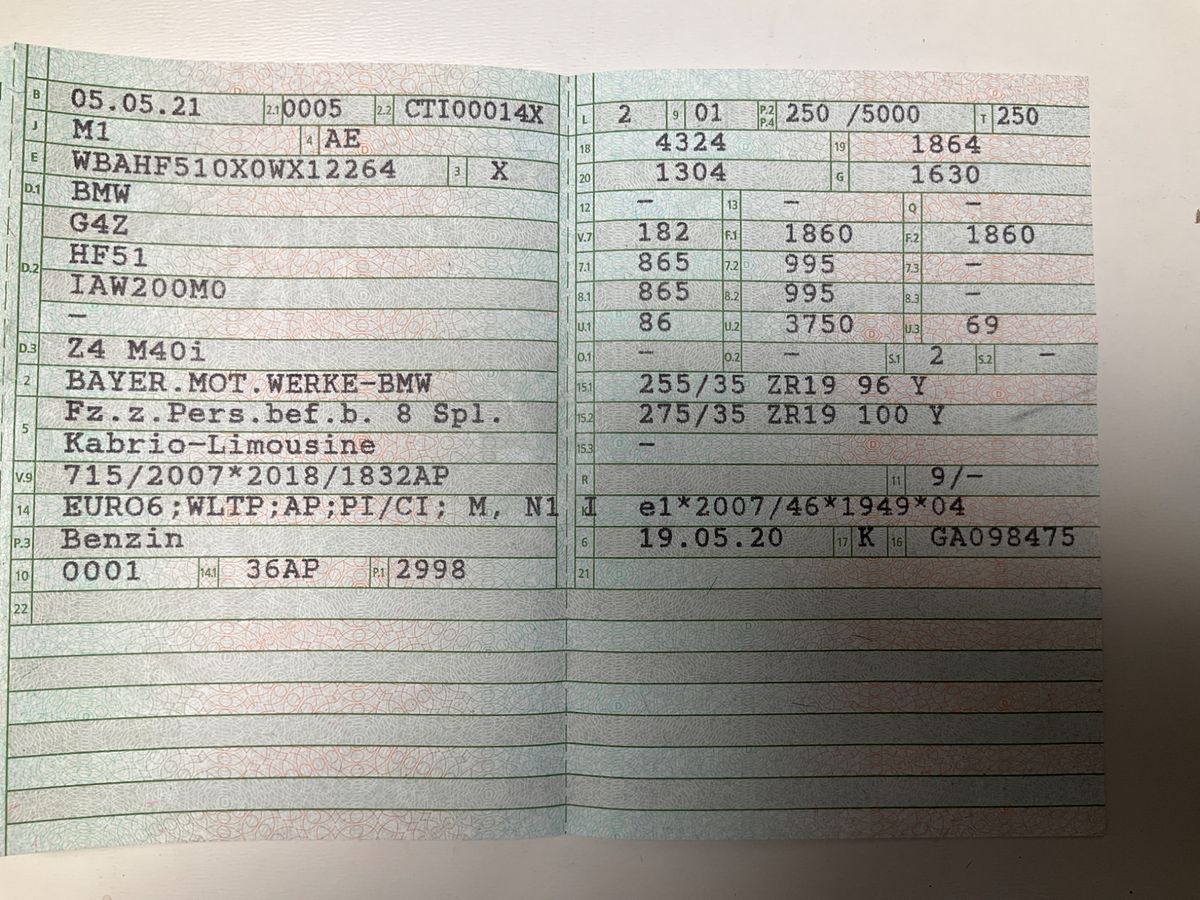 B 05.05.21 2.1 0005 2.2 CTI00014X
J M1 4 AE
E WBAHF510X0WX12264 3 X
D.1 BMW
G4Z
HF51
D.2 IAW200M0
—
D.3 Z4 M40i
2 BAYER.MOT.WERKE-BMW
Fz.z.Pers.bef.b. 8 Spl.
5 Kabrio-Limousine
V.9 715/2007*2018/1832AP
14 EURO6;WLTP;AP;PI/CI; M, N1 I
P.3 Benzin
10 0001 14.1 36AP P.1 2998
22
L 2 9 01 P.2 P.4 250 /5000 T 250
18 4324 19 1864
20 1304 G 1630
12 — 13 — Q —
V.7 182 F.1 1860 F.2 1860
7.1 865 7.2 995 7.3 —
8.1 865 8.2 995 8.3 —
U.1 86 U.2 3750 U.3 69
O.1 — O.2 — S.1 2 S.2 —
15.1 255/35 ZR19 96 Y
15.2 275/35 ZR19 100 Y
15.3 —
R 11 9/-
K e1*2007/46*1949*04
6 19.05.20 17 K 16 GA098475
21